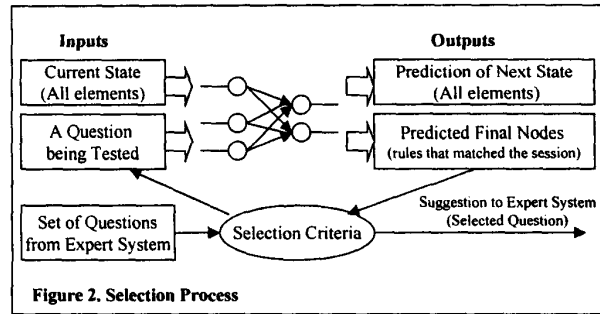 Inputs
Outputs
Current State
(All elements)
Prediction of Next State
(All elements)
A Question
being Tested
Predicted Final Nodes
(rules that matched the session)
Set of Questions
from Expert System
Selection Criteria
Suggestion to Expert System
(Selected Question)
Figure 2. Selection Process